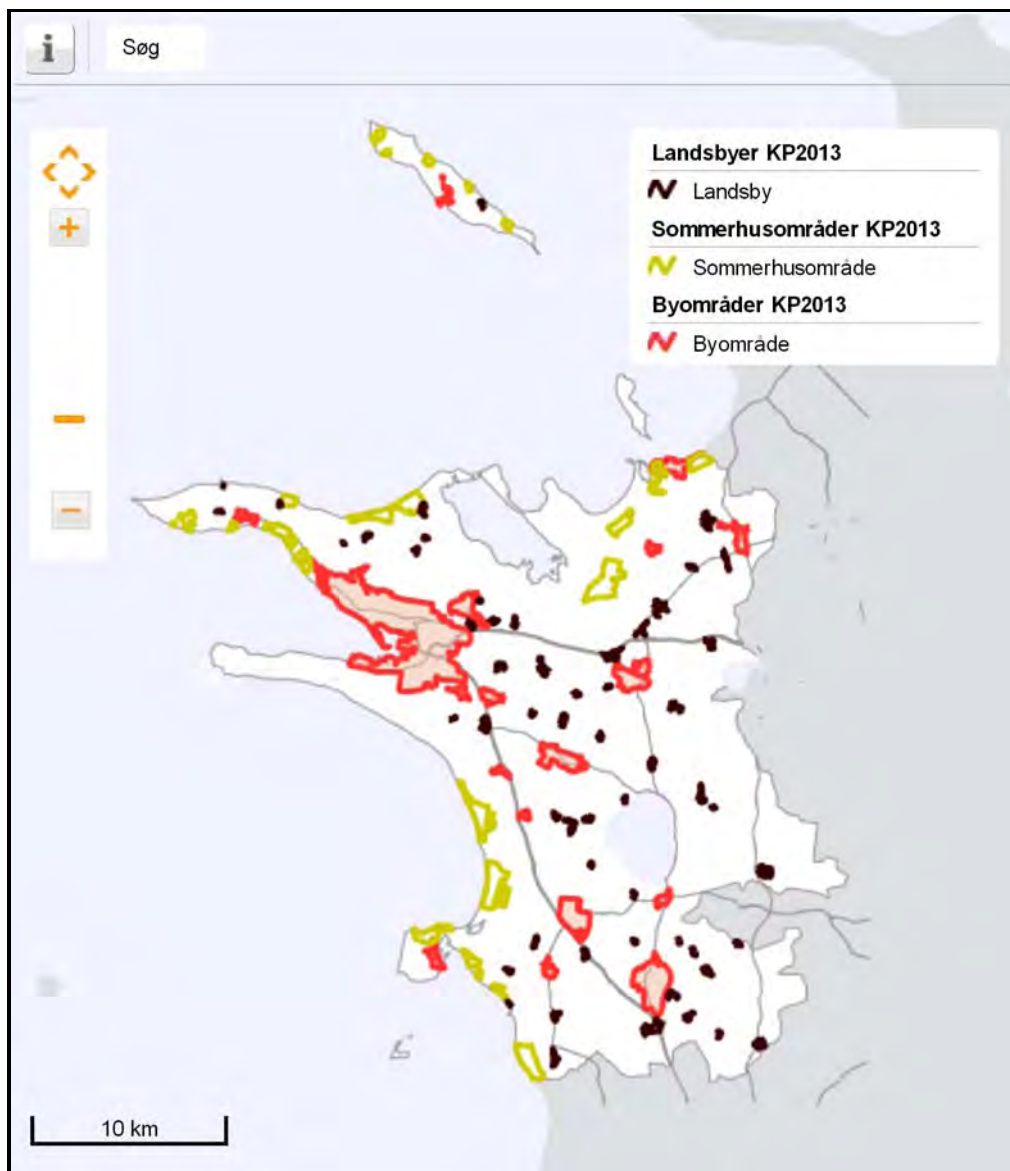 i
Søg
Landsbyer KP2013
Landsby
Sommerhusområder KP2013
Sommerhusområde
Byområder KP2013
Byområde
10 km